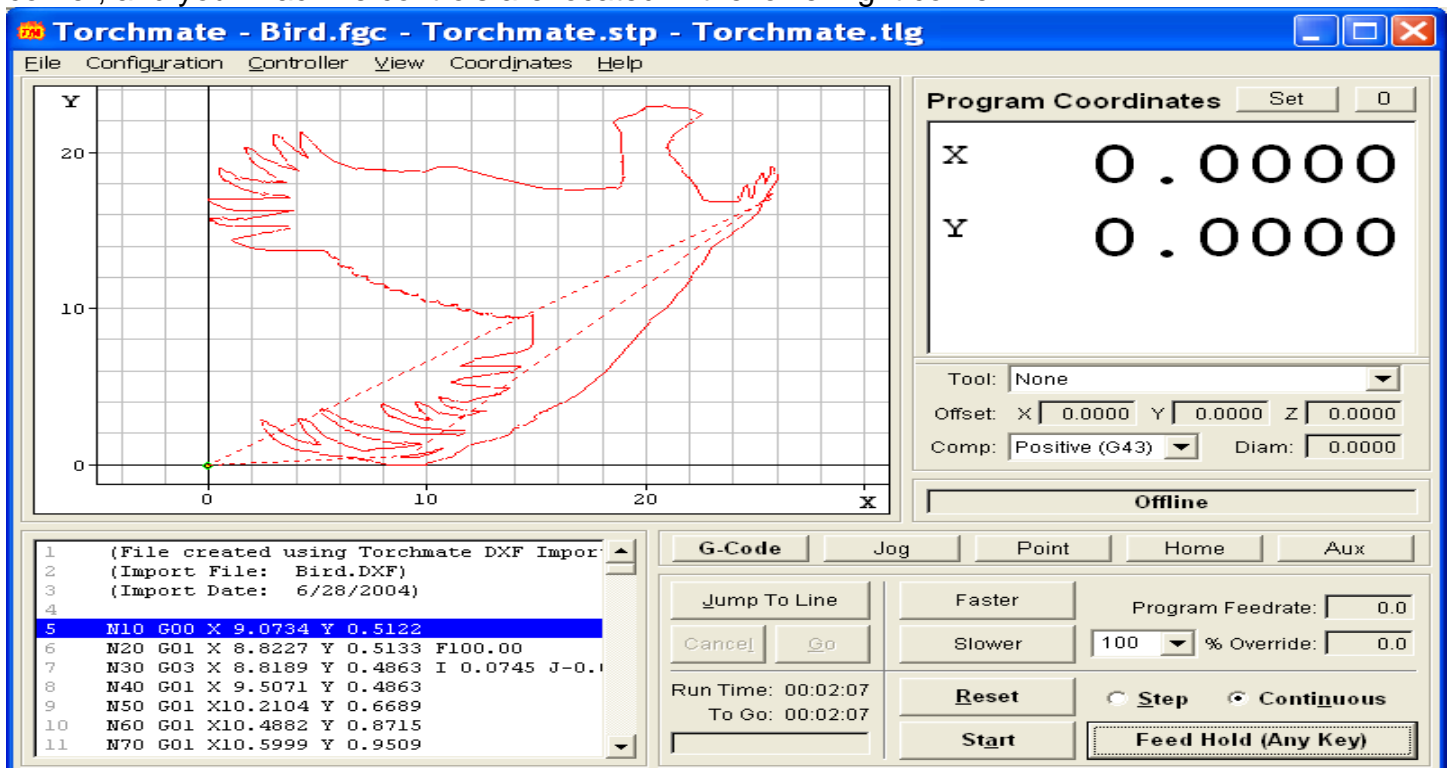 Torchmate - Bird.fgc - Torchmate.stp - Torchmate.tlg
File Configuration Controller View Coordinates Help
Y
20
10
0
0 10 20 X
Program Coordinates Set 0
X 0.0000
Y 0.0000
Tool: None
Offset: X 0.0000 Y 0.0000 Z 0.0000
Comp: Positive (G43) Diam: 0.0000
Offline
1 (File created using Torchmate DXF Impor
2 (Import File: Bird.DXF)
3 (Import Date: 6/28/2004)
4
5 N10 G00 X 9.0734 Y 0.5122
6 N20 G01 X 8.8227 Y 0.5133 F100.00
7 N30 G03 X 8.8189 Y 0.4863 I 0.0745 J-0.
8 N40 G01 X 9.5071 Y 0.4863
9 N50 G01 X10.2104 Y 0.6689
10 N60 G01 X10.4882 Y 0.8715
11 N70 G01 X10.5999 Y 0.9509
G-Code Jog Point Home Aux
Jump To Line
Cancel Go
Run Time: 00:02:07
To Go: 00:02:07
Faster
Slower
Program Feedrate: 0.0
100 % Override: 0.0
Reset
Step Continuous
Start
Feed Hold (Any Key)